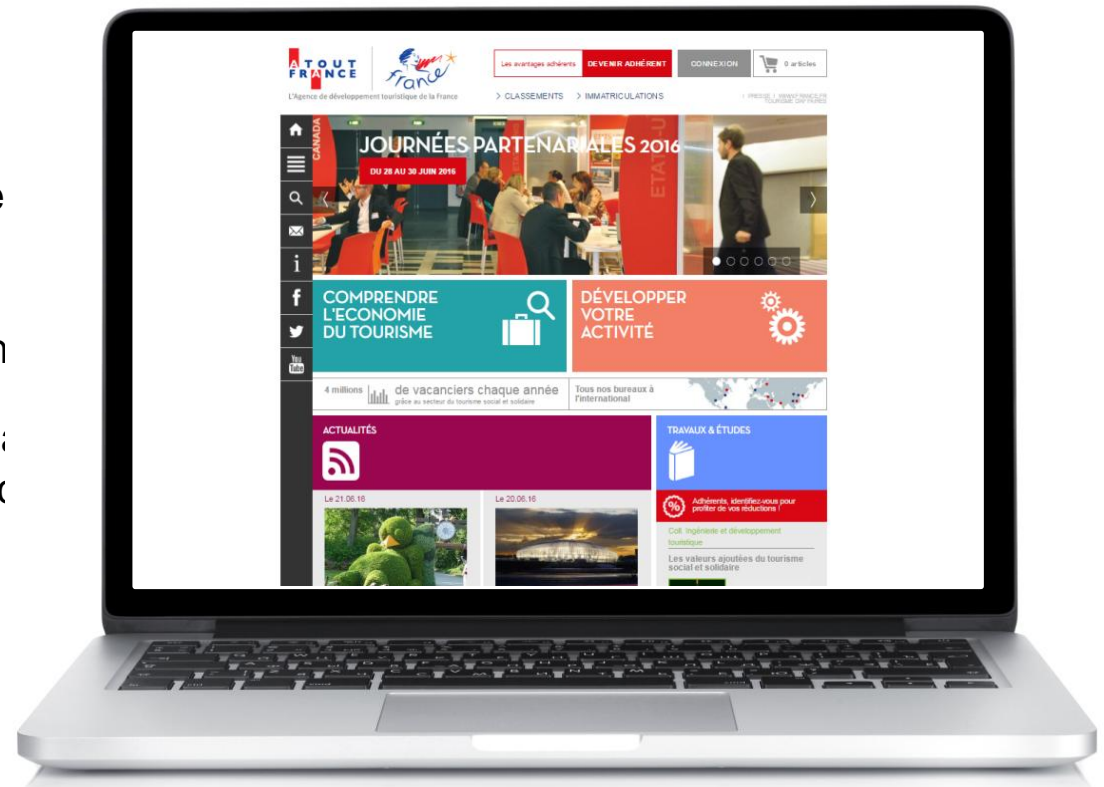 ATOUT
FRANCE
France
L'Agence de développement touristique de la France
Les avantages adhérents
DEVENIR ADHÉRENT
CONNEXION
0 articles
> CLASSEMENTS > IMMATRICULATIONS
CANADA
ETAT-U
JOURNÉES PARTENARIALES 2016
DU 28 AU 30 JUIN 2016
COMPRENDRE
L'ECONOMIE
DU TOURISME
DÉVELOPPER
VOTRE
ACTIVITÉ
You
Tube
4 millions
de vacanciers chaque année
grâce au secteur du tourisme social et solidaire
Tous nos bureaux à
l'international
ACTUALITÉS
TRAVAUX & ÉTUDES
Le 21.06.16
Le 20.06.16
% Adhérents, identifiez-vous pour
profiter de vos réductions !
Coll. Ingénierie et développement
touristique
Les valeurs ajoutées du tourisme
social et solidaire